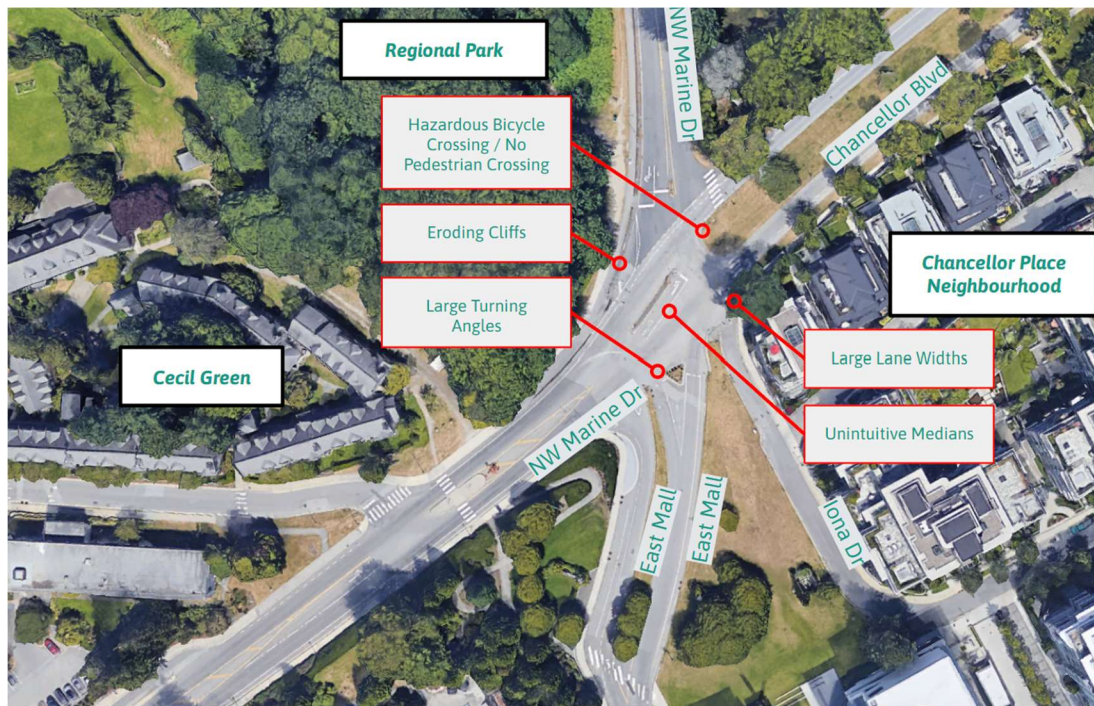 Regional Park
NW Marine Dr
Chancellor Blvd
Hazardous Bicycle
Crossing / No
Pedestrian Crossing
Eroding Cliffs
Large Turning
Angles
Chancellor Place
Neighbourhood
Cecil Green
Large Lane Widths
Unintuitive Medians
NW Marine Dr
East Mall
East Mall
Iona Dr